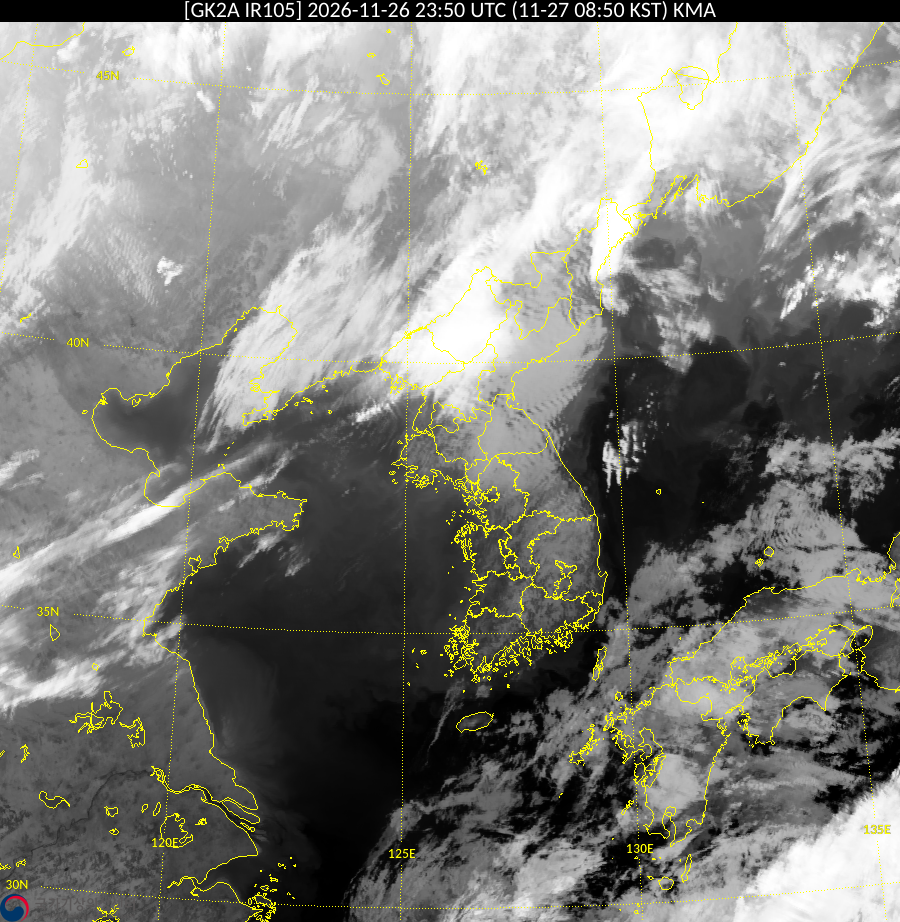 [GK2A IR105] 2026-11-26 23:50 UTC (11-27 08:50 KST) KMA
45N
40N
35N
135E
120E
125E
130E
30N